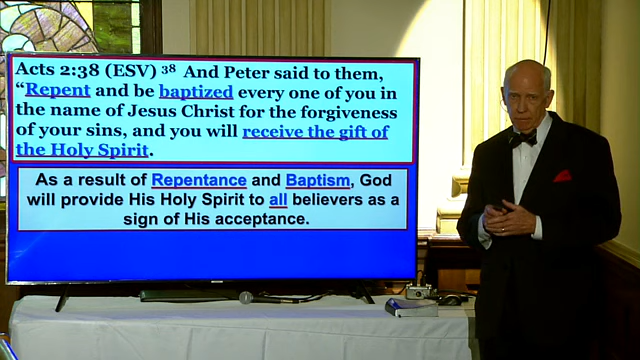 Acts 2:38 (ESV) ³⁸ And Peter said to them,
“Repent and be baptized every one of you in
the name of Jesus Christ for the forgiveness
of your sins, and you will receive the gift of
the Holy Spirit.
As a result of Repentance and Baptism, God
will provide His Holy Spirit to all believers as a
sign of His acceptance.